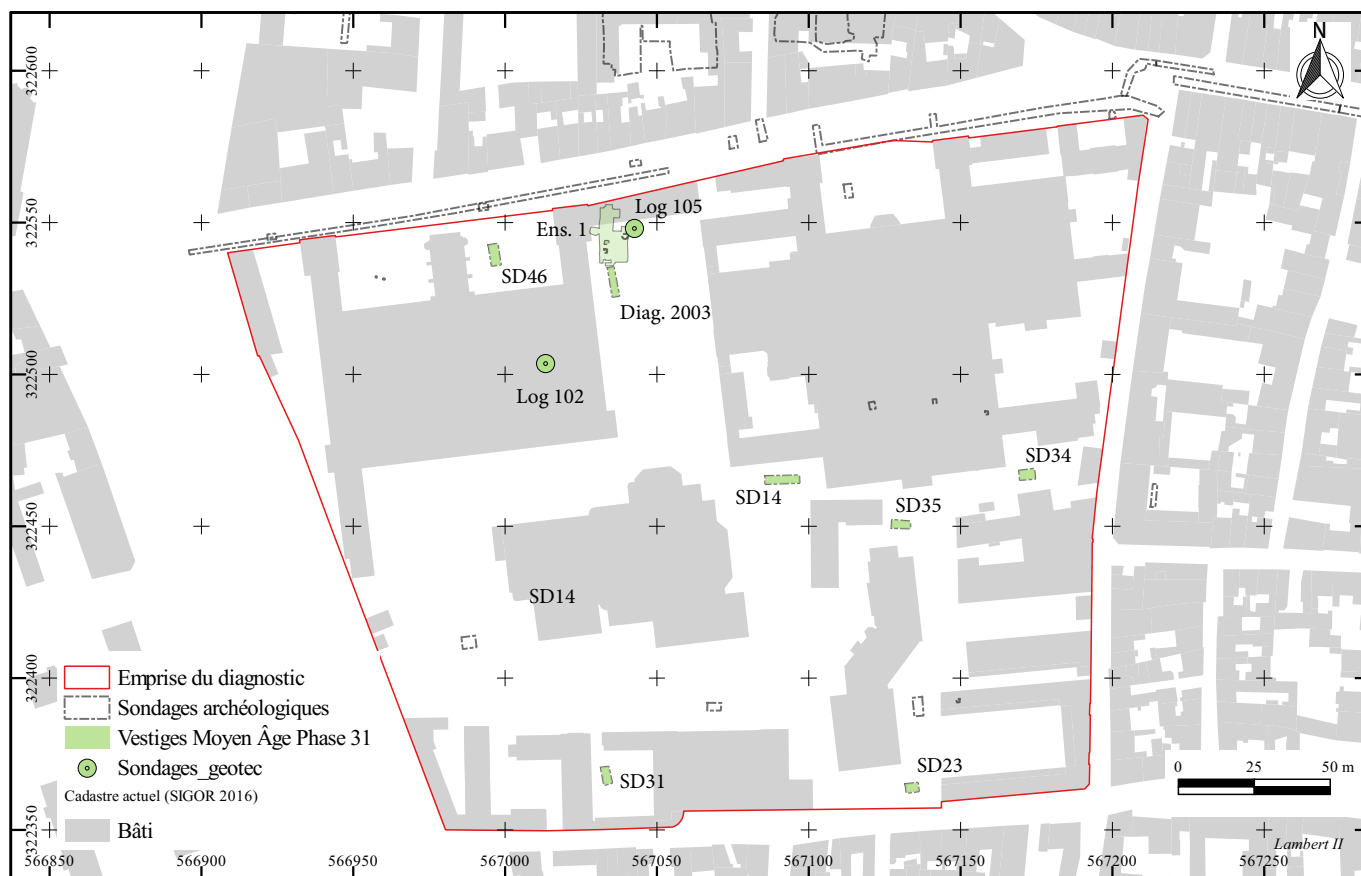 N
322600
322550
322500
322450
322400
322350
Log 105
Ens. 1
SD46
Diag. 2003
Log 102
SD34
SD14
SD35
SD14
SD31
SD23
Emprise du diagnostic
Sondages archéologiques
Vestiges Moyen Âge Phase 31
Sondages_geotec
Cadastre actuel (SIGOR 2016)
Bâti
0 25 50 m
Lambert II
566850 566900 566950 567000 567050 567100 567150 567200 567250